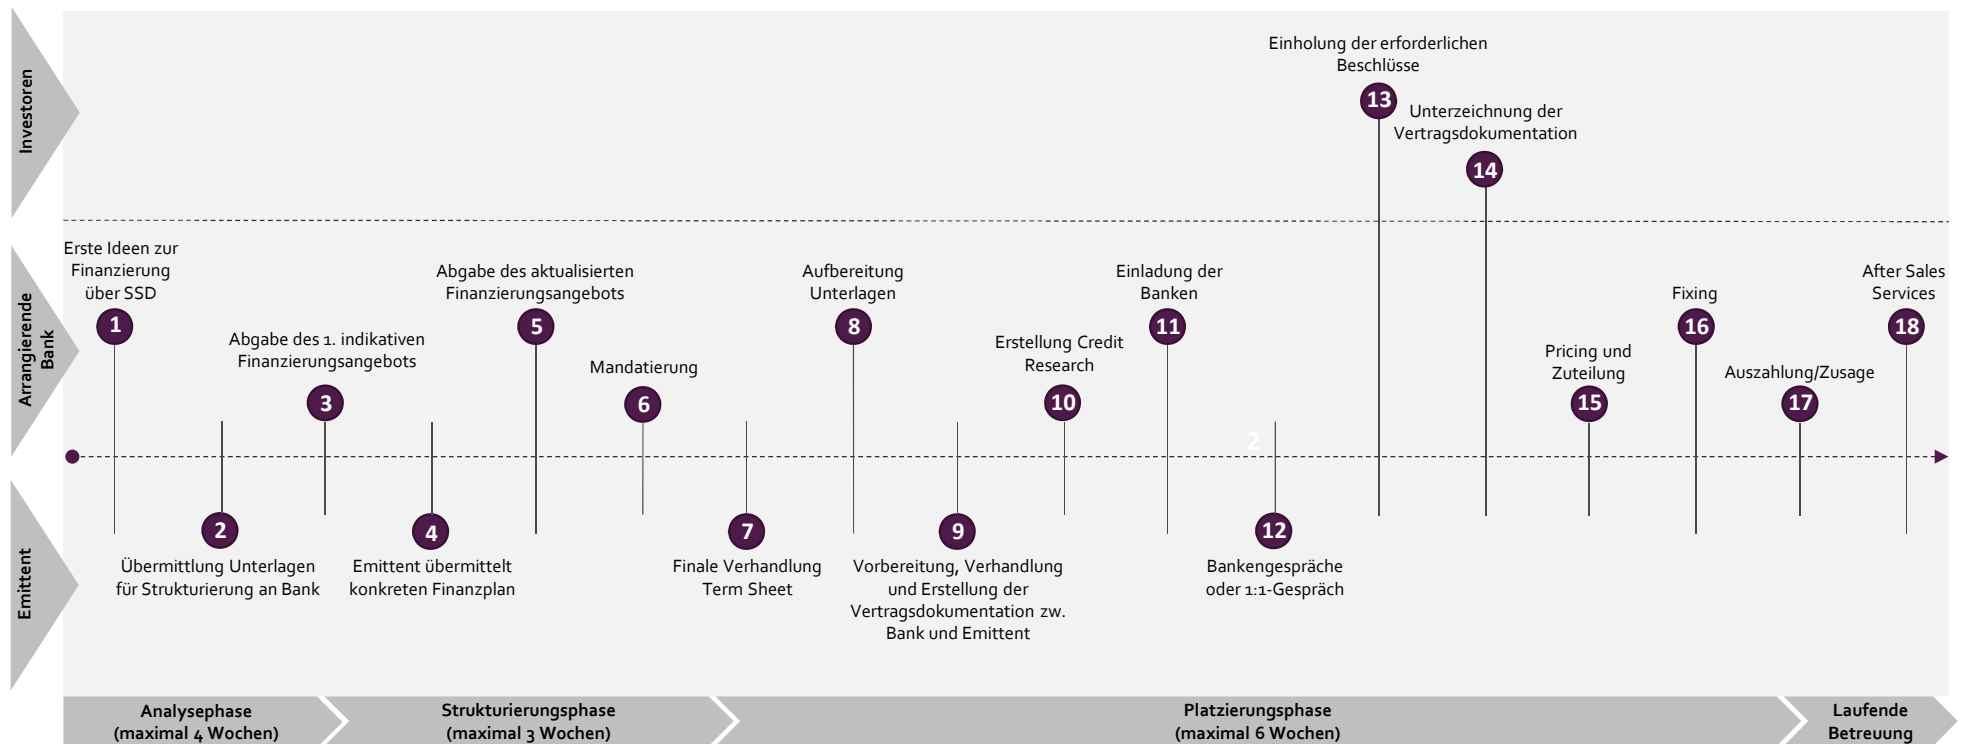 Investoren
Einholung der erforderlichen
Beschlüsse
13
Unterzeichnung der
Vertragsdokumentation
14
Arrangierende
Bank
Erste Ideen zur
Finanzierung
über SSD
1
Abgabe des 1. indikativen
Finanzierungsangebots
3
Abgabe des aktualisierten
Finanzierungsangebots
5
Mandatierung
6
Aufbereitung
Unterlagen
8
Erstellung Credit
Research
10
Einladung der
Banken
11
2
Pricing und
Zuteilung
15
Fixing
16
Auszahlung/Zusage
17
After Sales
Services
18
Emittent
2
Übermittlung Unterlagen
für Strukturierung an Bank
4
Emittent übermittelt
konkreten Finanzplan
7
Finale Verhandlung
Term Sheet
9
Vorbereitung, Verhandlung
und Erstellung der
Vertragsdokumentation zw.
Bank und Emittent
12
Bankengespräche
oder 1:1-Gespräch
Analysephase
(maximal 4 Wochen)
Strukturierungsphase
(maximal 3 Wochen)
Platzierungsphase
(maximal 6 Wochen)
Laufende
Betreuung